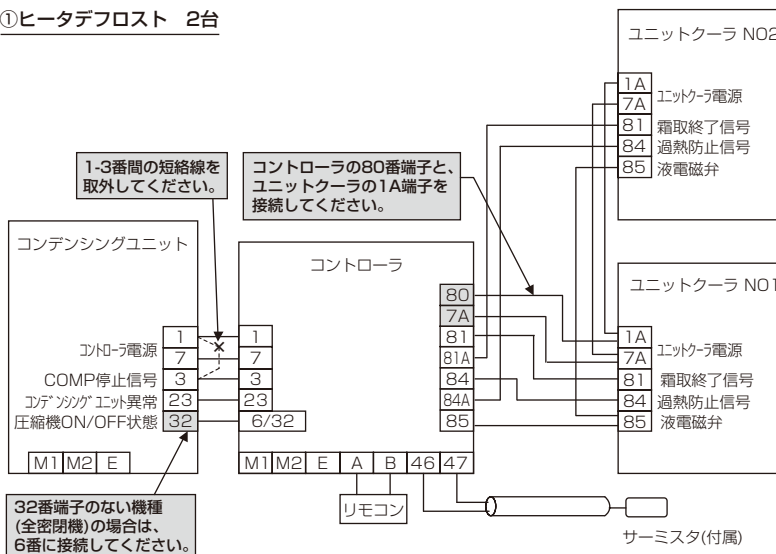 ①ヒータデフロスト　2台
ユニットクーラ NO2
1A
7A
ユニットクーラ電源
81 霜取終了信号
84 過熱防止信号
85 液電磁弁
1-3番間の短絡線を
取外してください。
コントローラの80番端子と、
ユニットクーラの1A端子を
接続してください。
コンデンシングユニット
コントローラ電源
1
7
COMP停止信号 3
コンデンシングユニット異常 23
圧縮機ON/OFF状態 32
M1 M2 E
コントローラ
1
7
3
23
6/32
80
7A
81
81A
84
84A
85
M1 M2 E A B 46 47
リモコン
ユニットクーラ NO1
1A
7A
ユニットクーラ電源
81 霜取終了信号
84 過熱防止信号
85 液電磁弁
32番端子のない機種
(全密閉機)の場合は、
6番に接続してください。
サーミスタ(付属)